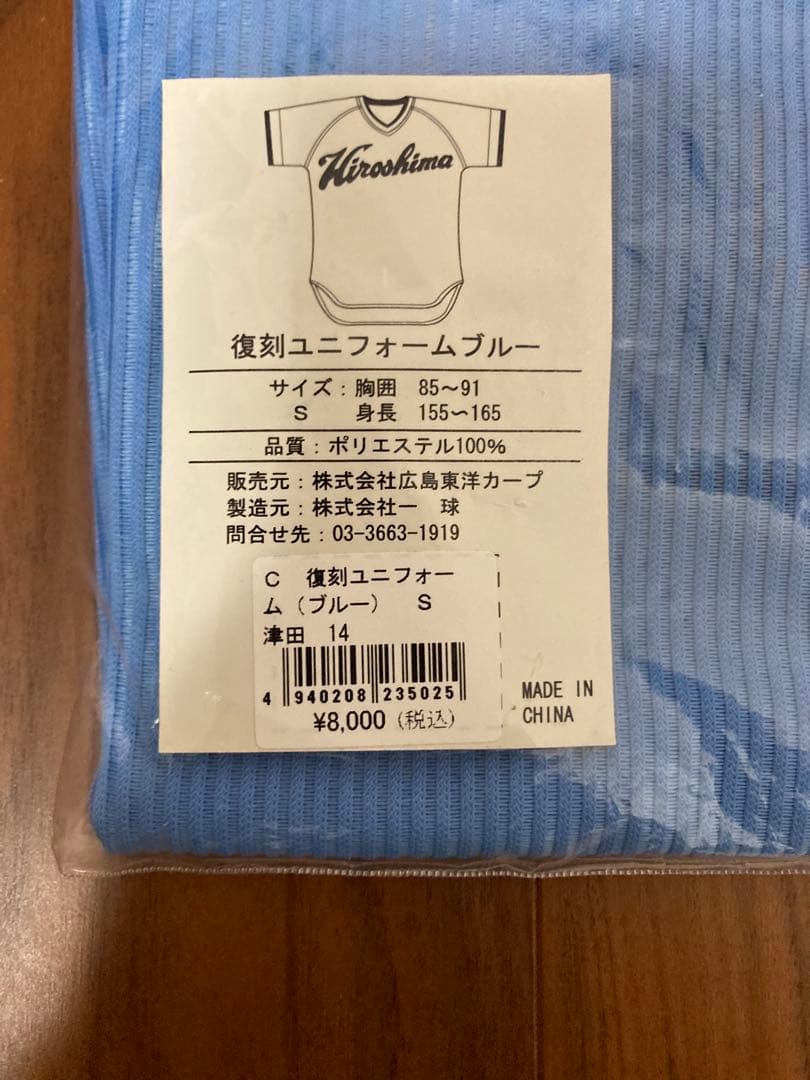 Hiroshima
復刻ユニフォームブルー
サイズ：胸囲 85〜91
S 身長 155〜165
品質：ポリエステル100%
販売元：株式会社広島東洋カープ
製造元：株式会社一 球
問合せ先：03-3663-1919
C 復刻ユニフォー
ム（ブルー） S
津田 14
4 940208 235025
¥8,000（税込）
MADE IN
CHINA